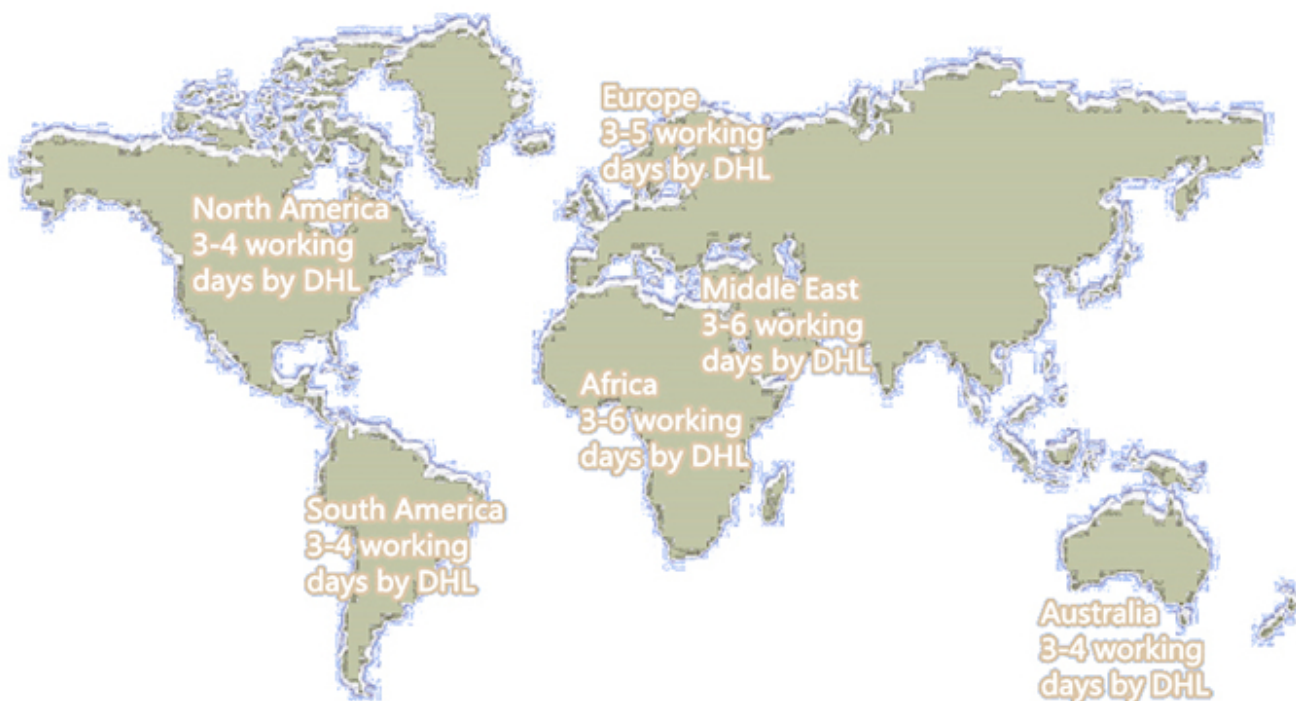 Europe
3-5 working
days by DHL
North America
3-4 working
days by DHL
Middle East
3-6 working
days by DHL
Africa
3-6 working
days by DHL
South America
3-4 working
days by DHL
Australia
3-4 working
days by DHL